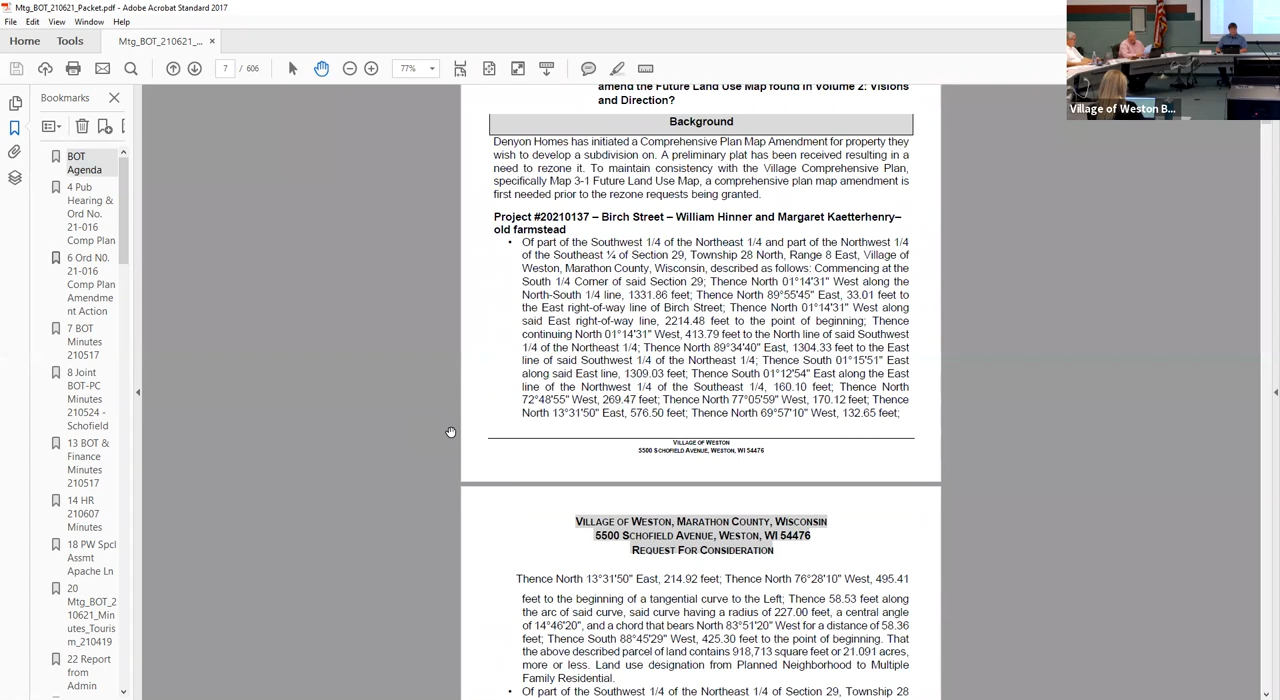 Mtg_BOT_210621_Packet.pdf - Adobe Acrobat Standard 2017
File Edit View Window Help
Home Tools Mtg_BOT_210621_... ×
7 / 606 77%
Bookmarks
BOT
Agenda
4 Pub
Hearing &
Ord No.
21-016
Comp Plan
6 Ord N0.
21-016
Comp Plan
Amendme
nt Action
7 BOT
Minutes
210517
8 Joint
BOT-PC
Minutes
210524 -
Schofield
13 BOT &
Finance
Minutes
210517
14 HR
210607
Minutes
18 PW Spcl
Assmt
Apache Ln
20
Mtg_BOT_2
10621_Min
utes_Touris
m_210419
22 Report
from
Admin
amend the Future Land Use Map found in Volume 2: Visions
and Direction?
Background
Denyon Homes has initiated a Comprehensive Plan Map Amendment for property they
wish to develop a subdivision on. A preliminary plat has been received resulting in a
need to rezone it. To maintain consistency with the Village Comprehensive Plan,
specifically Map 3-1 Future Land Use Map, a comprehensive plan map amendment is
first needed prior to the rezone requests being granted.
Project #20210137 – Birch Street – William Hinner and Margaret Kaetterhenry–
old farmstead
• Of part of the Southwest 1/4 of the Northeast 1/4 and part of the Northwest 1/4
of the Southeast ¼ of Section 29, Township 28 North, Range 8 East, Village of
Weston, Marathon County, Wisconsin, described as follows: Commencing at the
South 1/4 Corner of said Section 29; Thence North 01°14'31" West along the
North-South 1/4 line, 1331.86 feet; Thence North 89°55'45" East, 33.01 feet to
the East right-of-way line of Birch Street; Thence North 01°14'31" West along
said East right-of-way line, 2214.48 feet to the point of beginning; Thence
continuing North 01°14'31" West, 413.79 feet to the North line of said Southwest
1/4 of the Northeast 1/4; Thence North 89°34'40" East, 1304.33 feet to the East
line of said Southwest 1/4 of the Northeast 1/4; Thence South 01°15'51" East
along said East line, 1309.03 feet; Thence South 01°12'54" East along the East
line of the Northwest 1/4 of the Southeast 1/4, 160.10 feet; Thence North
72°48'55" West, 269.47 feet; Thence North 77°05'59" West, 170.12 feet; Thence
North 13°31'50" East, 576.50 feet; Thence North 69°57'10" West, 132.65 feet;
VILLAGE OF WESTON
5500 SCHOFIELD AVENUE, WESTON, WI 54476
VILLAGE OF WESTON, MARATHON COUNTY, WISCONSIN
5500 SCHOFIELD AVENUE, WESTON, WI 54476
REQUEST FOR CONSIDERATION
Thence North 13°31'50" East, 214.92 feet; Thence North 76°28'10" West, 495.41
feet to the beginning of a tangential curve to the Left; Thence 58.53 feet along
the arc of said curve, said curve having a radius of 227.00 feet, a central angle
of 14°46'20", and a chord that bears North 83°51'20" West for a distance of 58.36
feet; Thence South 88°45'29" West, 425.30 feet to the point of beginning. That
the above described parcel of land contains 918,713 square feet or 21.091 acres,
more or less. Land use designation from Planned Neighborhood to Multiple
Family Residential.
• Of part of the Southwest 1/4 of the Northeast 1/4 of Section 29, Township 28
Village of Weston B...